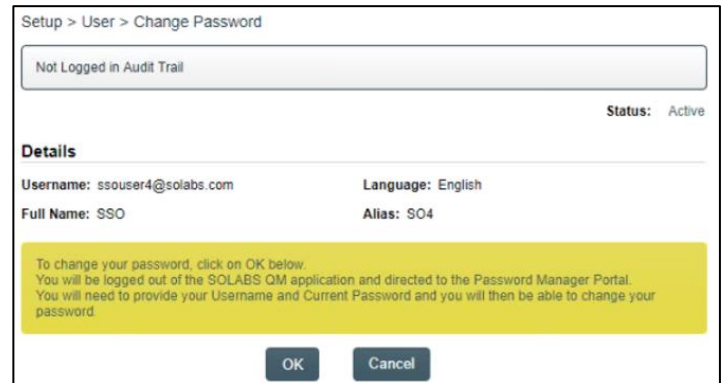 Setup > User > Change Password
Not Logged in Audit Trail
Status: Active
Details
Username: ssouser4@solabs.com Language: English
Full Name: SSO Alias: SO4
To change your password, click on OK below.
You will be logged out of the SOLABS QM application and directed to the Password Manager Portal.
You will need to provide your Username and Current Password and you will then be able to change your
password.
OK Cancel